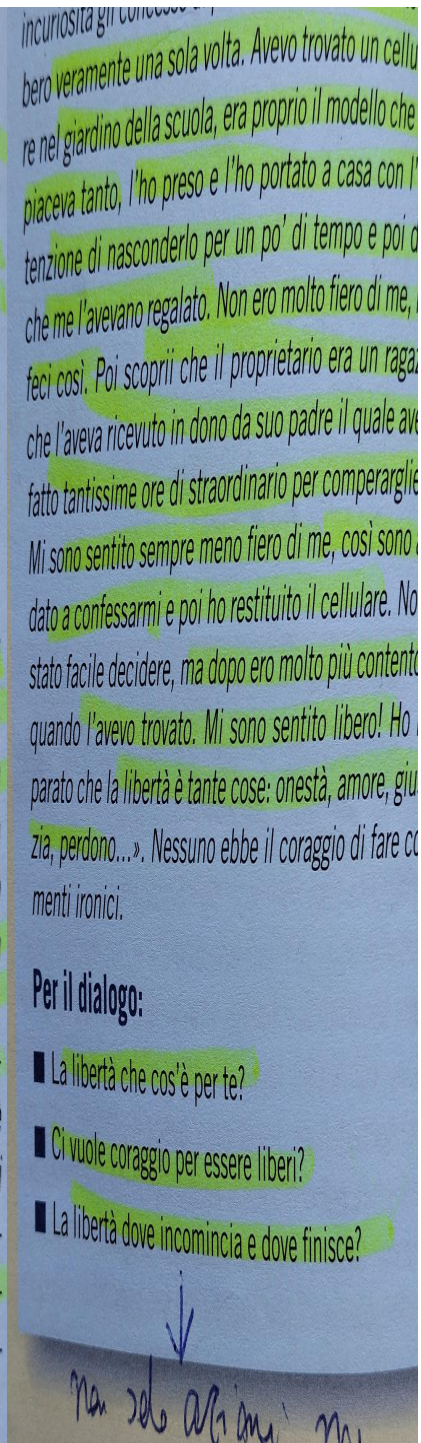 incuriosità gli concesse
bero veramente una sola volta. Avevo trovato un cellu
re nel giardino della scuola, era proprio il modello che
piaceva tanto, l'ho preso e l'ho portato a casa con l'
tenzione di nasconderlo per un po' di tempo e poi d
che me l'avevano regalato. Non ero molto fiero di me,
feci così. Poi scoprii che il proprietario era un ragaz
che l'aveva ricevuto in dono da suo padre il quale ave
fatto tantissime ore di straordinario per comperarglie
Mi sono sentito sempre meno fiero di me, così sono a
dato a confessarmi e poi ho restituito il cellulare. No
stato facile decidere, ma dopo ero molto più contento
quando l'avevo trovato. Mi sono sentito libero! Ho
parato che la libertà è tante cose: onestà, amore, giu
zia, perdono...». Nessuno ebbe il coraggio di fare co
menti ironici.
Per il dialogo:
■ La libertà che cos'è per te?
■ Ci vuole coraggio per essere liberi?
■ La libertà dove incomincia e dove finisce?
non solo azioni